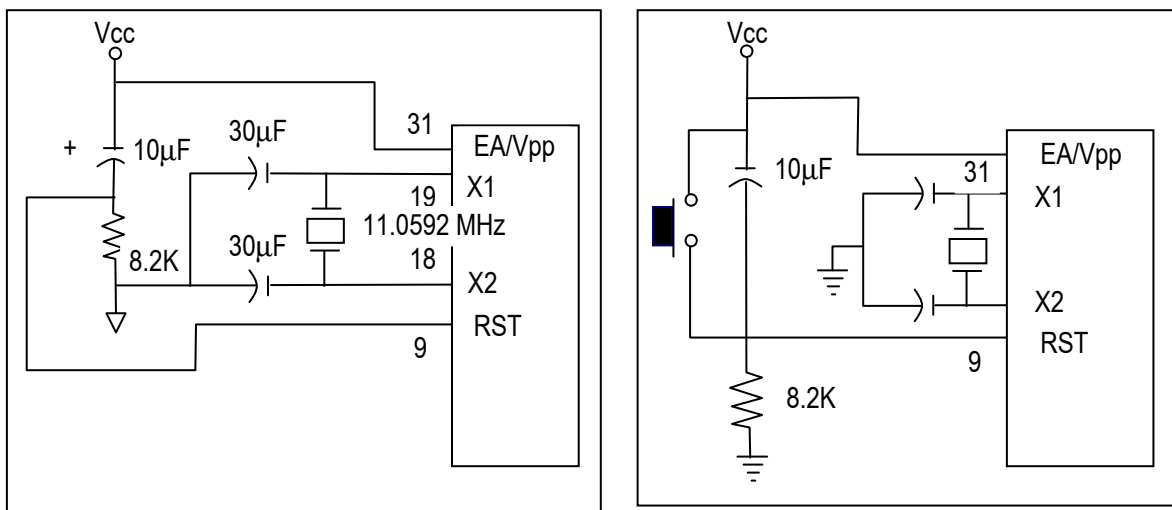 Vcc
31
30μF
+
10μF
EA/Vpp
19
X1
11.0592 MHz
30μF
8.2K
18
X2
RST
9
Vcc
EA/Vpp
10μF
31
X1
X2
RST
9
8.2K